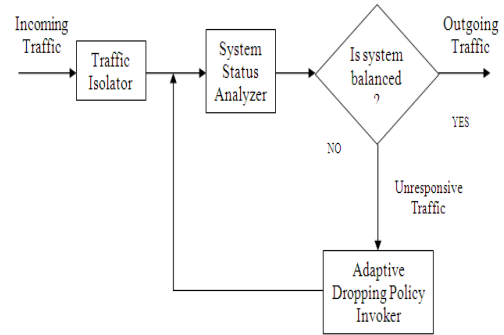 Incoming
Traffic
Traffic
Isolator
System
Status
Analyzer
Is system
balanced
?
Outgoing
Traffic
YES
NO
Unresponsive
Traffic
Adaptive
Dropping Policy
Invoker